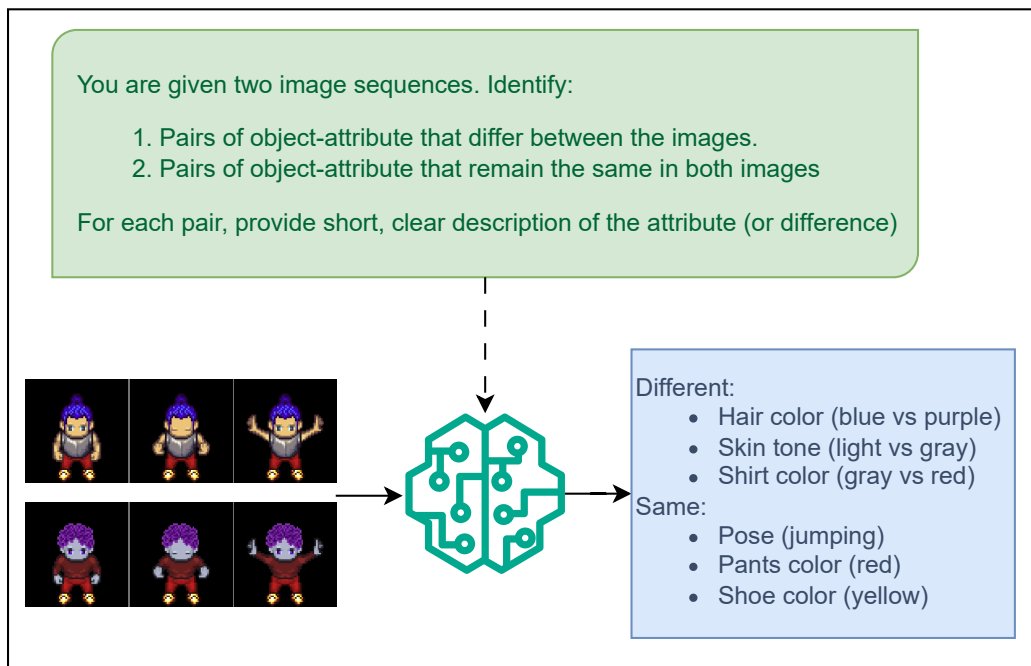 You are given two image sequences. Identify:
1. Pairs of object-attribute that differ between the images.
2. Pairs of object-attribute that remain the same in both images
For each pair, provide short, clear description of the attribute (or difference)
Different:
• Hair color (blue vs purple)
• Skin tone (light vs gray)
• Shirt color (gray vs red)
Same:
• Pose (jumping)
• Pants color (red)
• Shoe color (yellow)